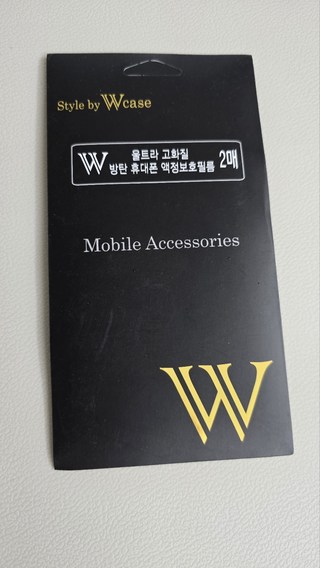 Style by Wcase
W 울트라 고화질
방탄 휴대폰 액정보호필름 2매
Mobile Accessories
W